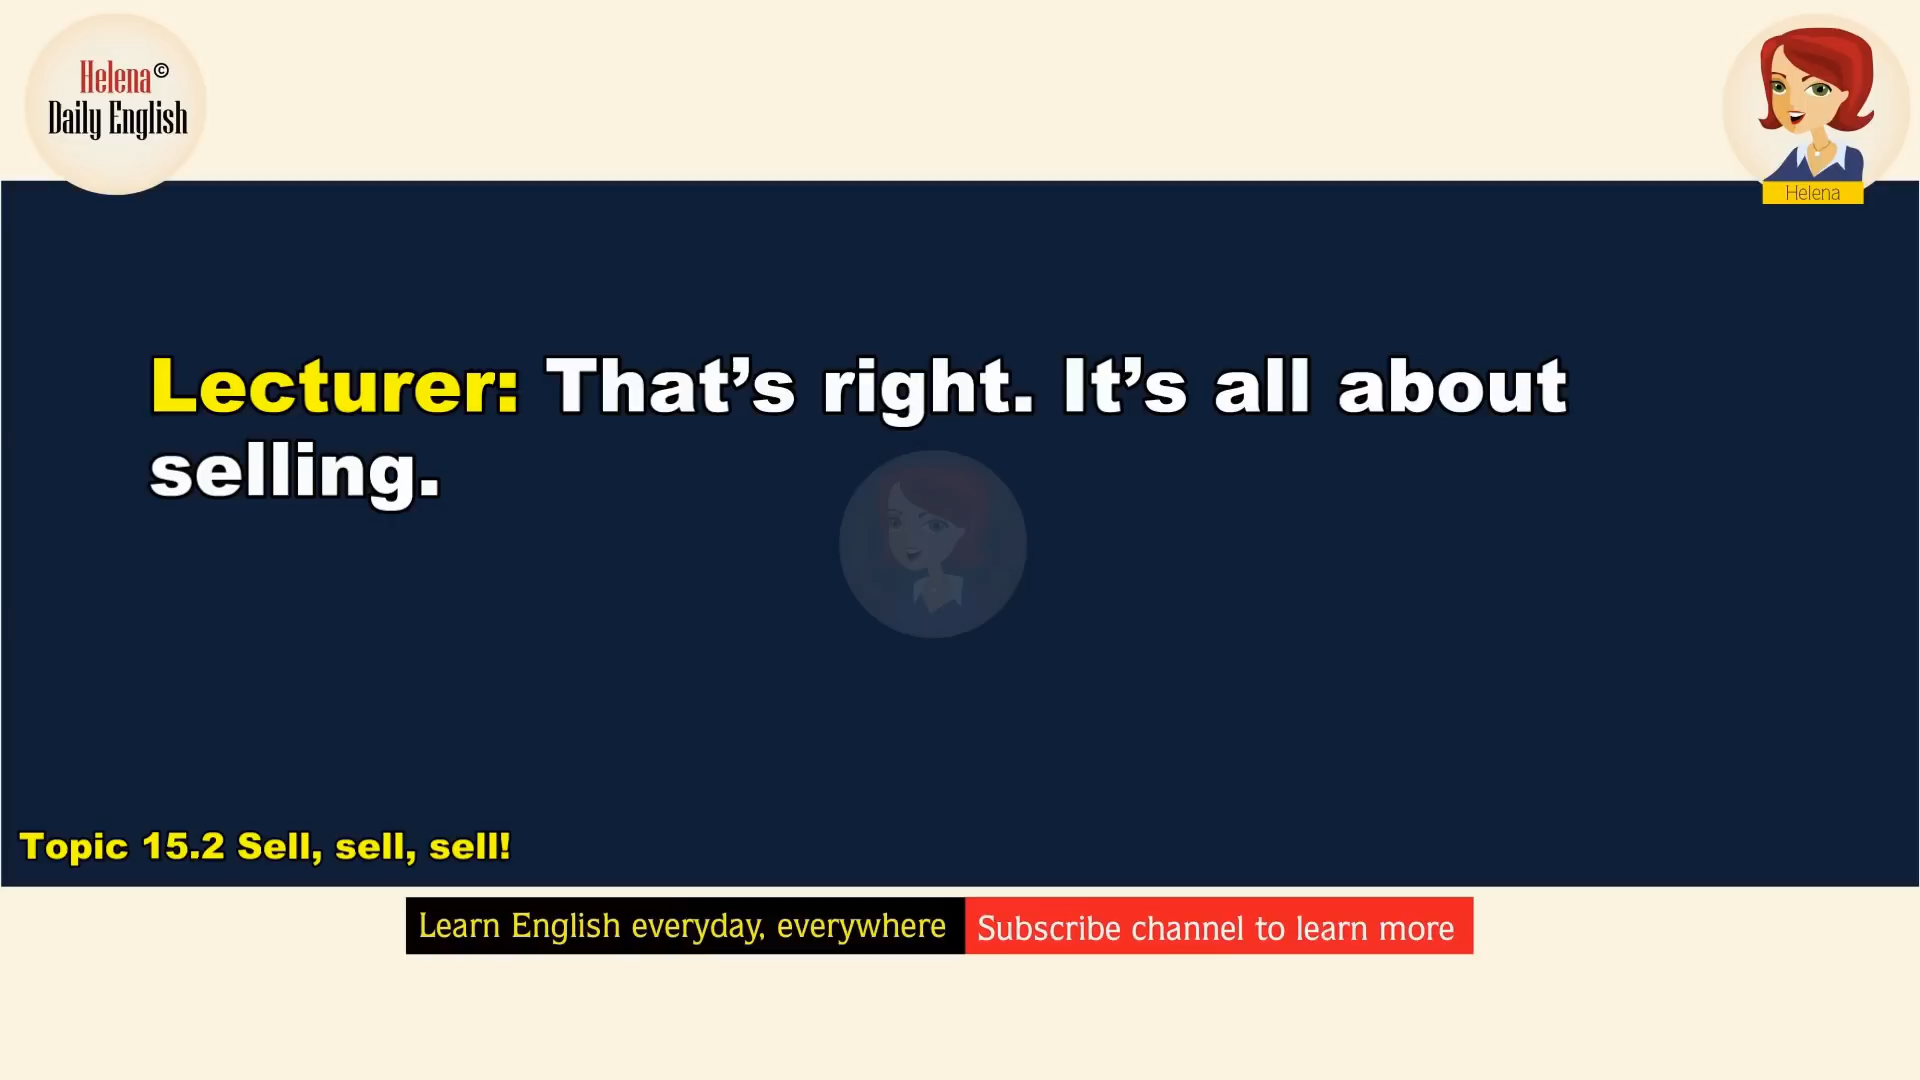 Helena©
Daily English
Helena
Lecturer: That’s right. It’s all about
selling.
Topic 15.2 Sell, sell, sell!
Learn English everyday, everywhere
Subscribe channel to learn more